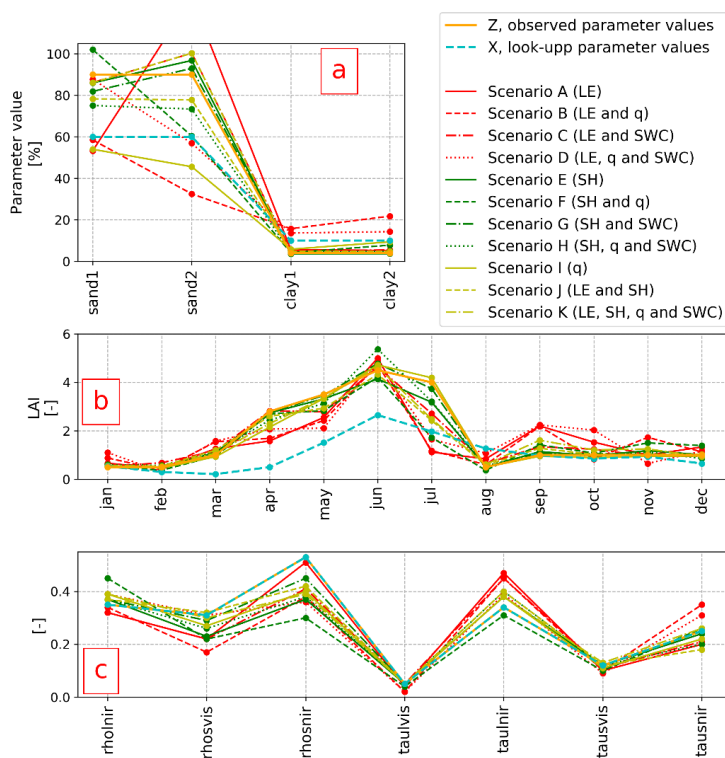 Z, observed parameter values
X, look-upp parameter values
Scenario A (LE)
Scenario B (LE and q)
Scenario C (LE and SWC)
Scenario D (LE, q and SWC)
Scenario E (SH)
Scenario F (SH and q)
Scenario G (SH and SWC)
Scenario H (SH, q and SWC)
Scenario I (q)
Scenario J (LE and SH)
Scenario K (LE, SH, q and SWC)
a
Parameter value
[%]
100
80
60
40
20
0
sand1
sand2
clay1
clay2
b
LAI
[-]
6
4
2
0
jan
feb
mar
apr
may
jun
jul
aug
sep
oct
nov
dec
c
[-]
0.4
0.2
0.0
rholnir
rhosvis
rhosnir
taulvis
taulnir
tausvis
tausnir